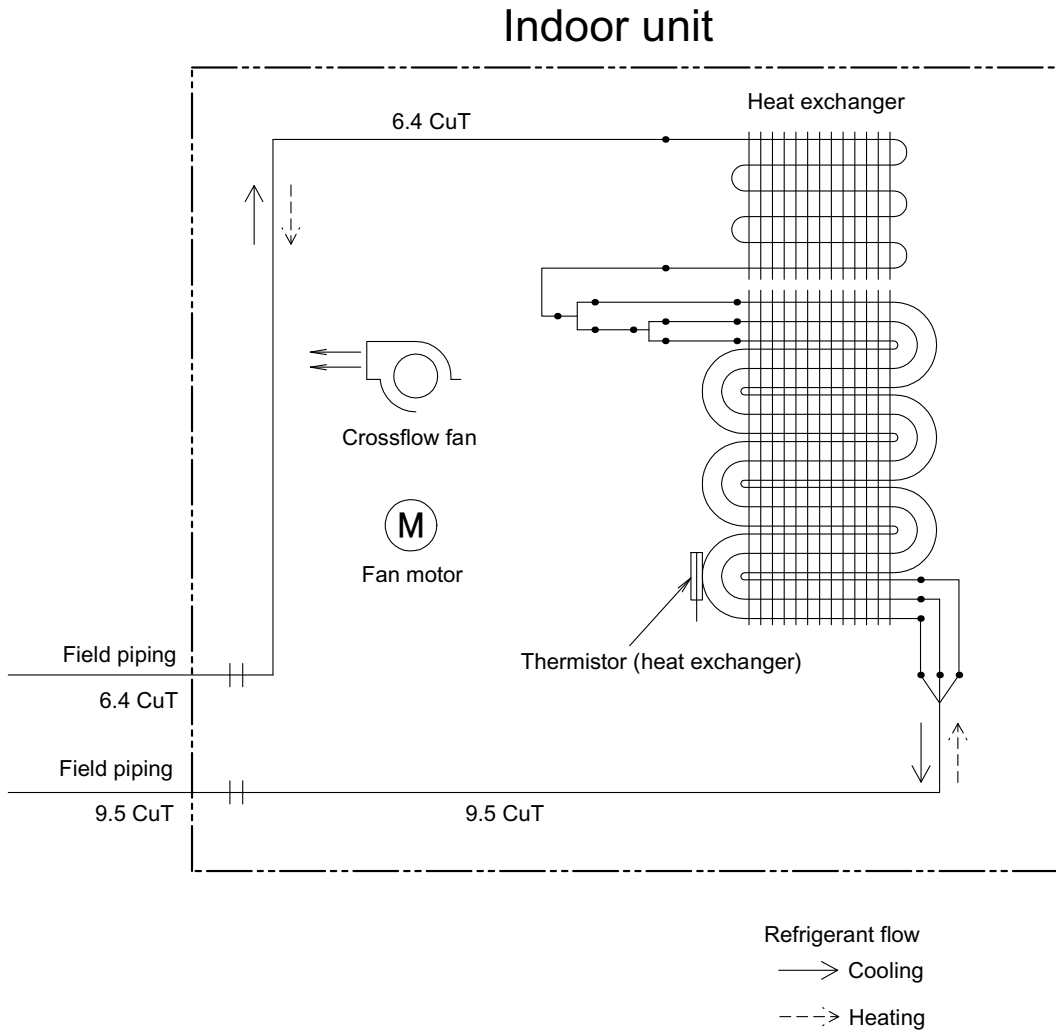 Indoor unit
Heat exchanger
6.4 CuT
Crossflow fan
M
Fan motor
Thermistor (heat exchanger)
Field piping
6.4 CuT
Field piping
9.5 CuT
9.5 CuT
Refrigerant flow
Cooling
Heating